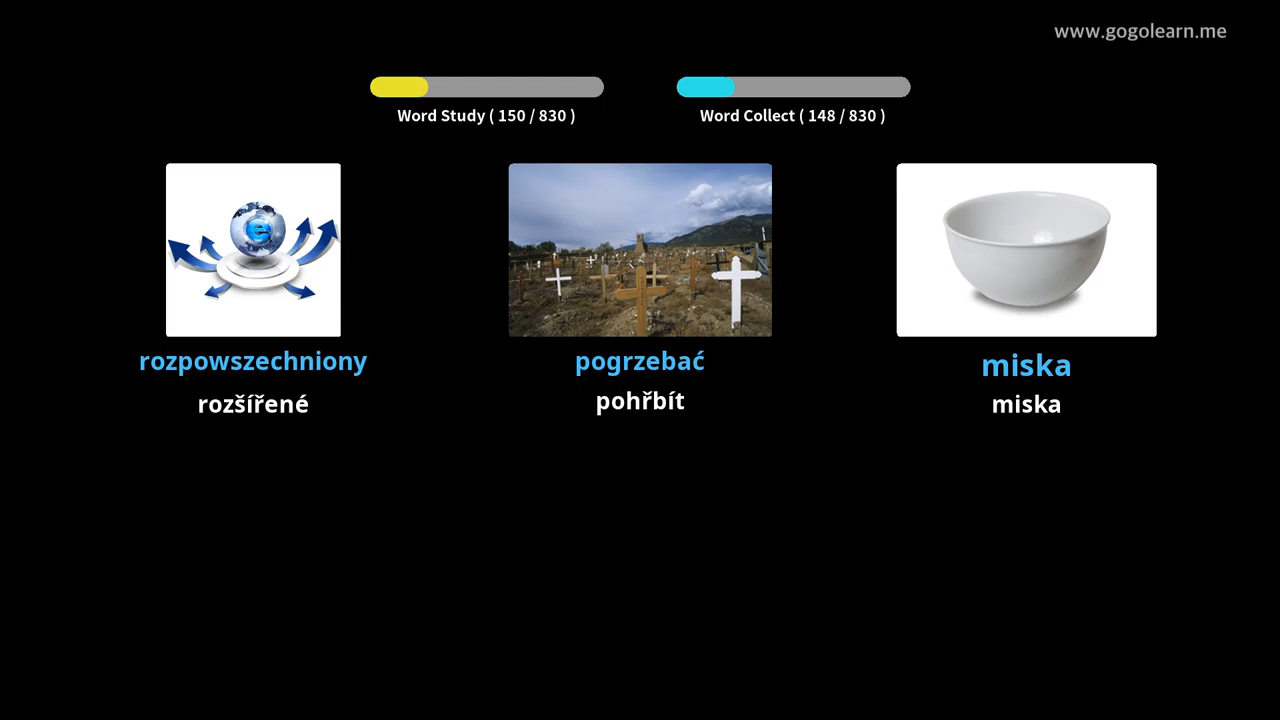 www.gogolearn.me
Word Study ( 150 / 830 )
Word Collect ( 148 / 830 )
e
rozpowszechniony
pogrzebać
miska
rozšířené
pohřbít
miska